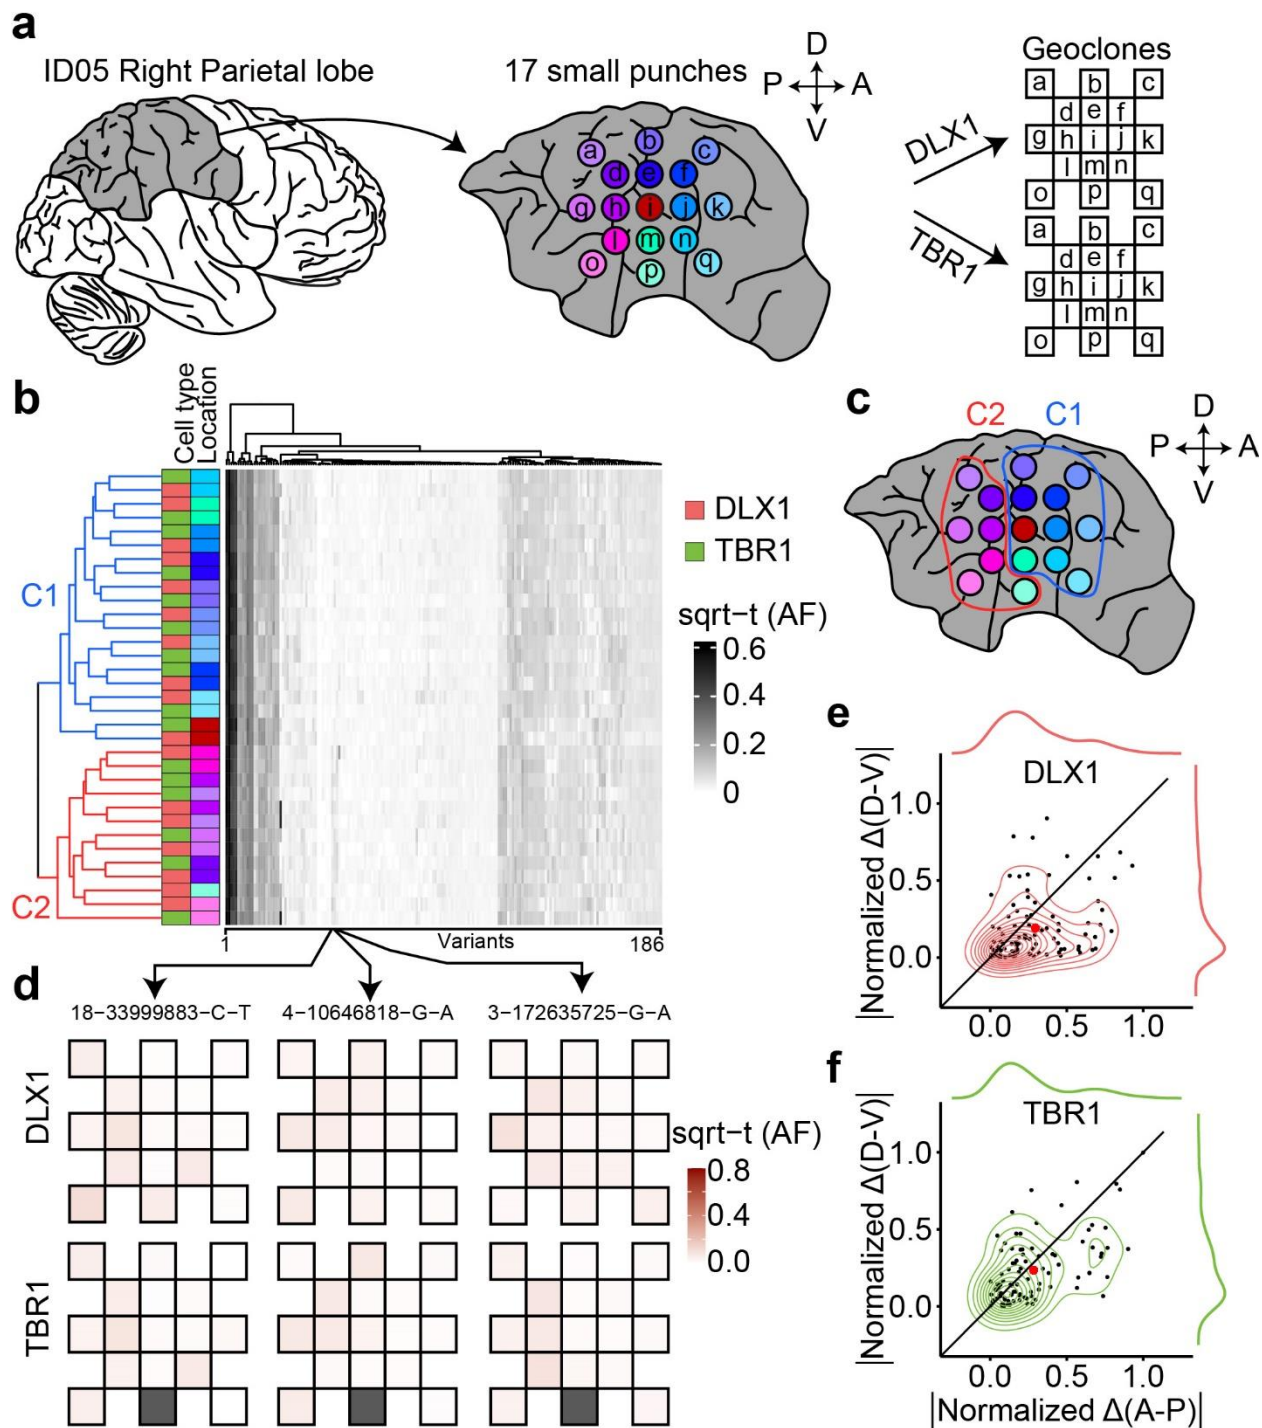 a
ID05 Right Parietal lobe
17 small punches
D
P A
V
DLX1
TBR1
Geoclones
a b c
d e f
g h i j k
l m n
o p q
a b c
d e f
g h i j k
l m n
o p q
a b c
d e f
g h i j k
l m n
o p q
b
Cell type
Location
C1
C2
DLX1
TBR1
sqrt−t (AF)
0.6
0.4
0.2
0
1 Variants 186
c
C2 C1
D
P A
V
d
18−33999883−C−T
4−10646818−G−A
3−172635725−G−A
DLX1
TBR1
sqrt−t (AF)
0.8
0.4
0.0
e
DLX1
|Normalized Δ(D-V)|
1.0
0.5
0.0
0.0 0.5 1.0
f
TBR1
|Normalized Δ(D-V)|
1.0
0.5
0.0
0.0 0.5 1.0
|Normalized Δ(A-P)|